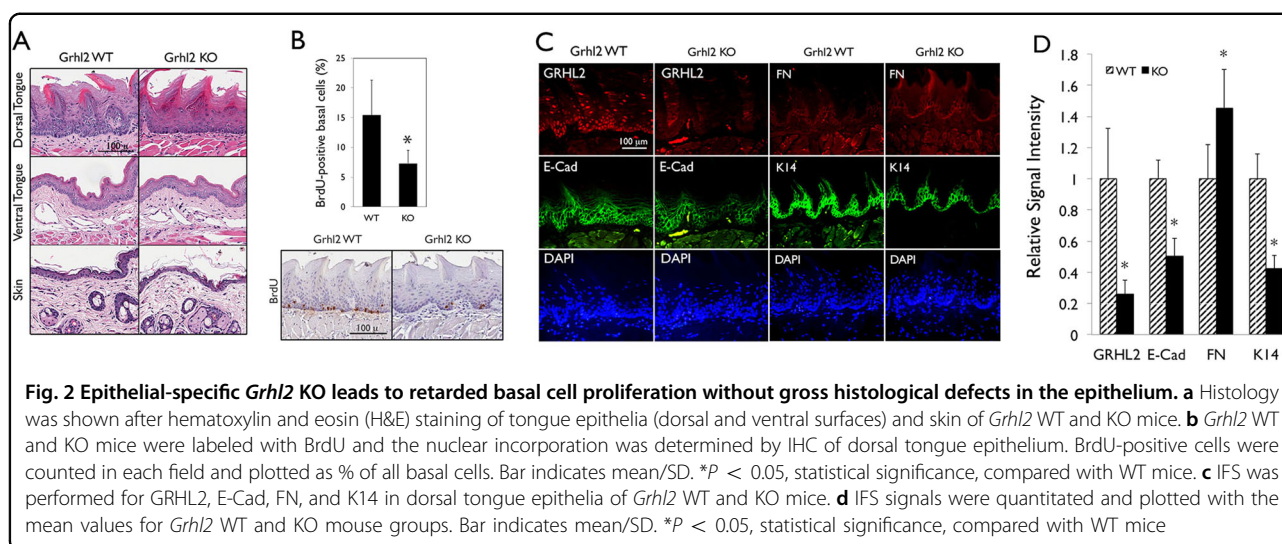 A
Grhl2 WT Grhl2 KO
Dorsal Tongue
100 µ
Ventral Tongue
Skin
B
BrdU-positive basal cells (%)
25
20
15
10
5
0
*
WT KO
Grhl2 WT Grhl2 KO
BrdU
100 µ
C
Grhl2 WT Grhl2 KO Grhl2 WT Grhl2 KO
GRHL2 GRHL2 FN FN
100 µm
E-Cad E-Cad K14 K14
DAPI DAPI DAPI DAPI
D
Relative Signal Intensity
1.8
1.6
1.4
1.2
1
0.8
0.6
0.4
0.2
0
WT KO
* * * *
GRHL2 E-Cad FN K14
Fig. 2 Epithelial-specific Grhl2 KO leads to retarded basal cell proliferation without gross histological defects in the epithelium. a Histology
was shown after hematoxylin and eosin (H&E) staining of tongue epithelia (dorsal and ventral surfaces) and skin of Grhl2 WT and KO mice. b Grhl2 WT
and KO mice were labeled with BrdU and the nuclear incorporation was determined by IHC of dorsal tongue epithelium. BrdU-positive cells were
counted in each field and plotted as % of all basal cells. Bar indicates mean/SD. *P < 0.05, statistical significance, compared with WT mice. c IFS was
performed for GRHL2, E-Cad, FN, and K14 in dorsal tongue epithelia of Grhl2 WT and KO mice. d IFS signals were quantitated and plotted with the
mean values for Grhl2 WT and KO mouse groups. Bar indicates mean/SD. *P < 0.05, statistical significance, compared with WT mice